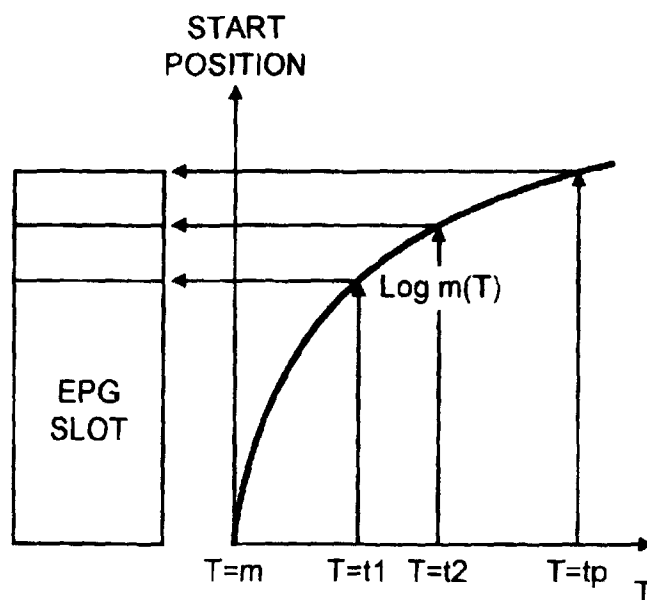 START
POSITION
Log m(T)
EPG
SLOT
T=m T=t1 T=t2 T=tp
T